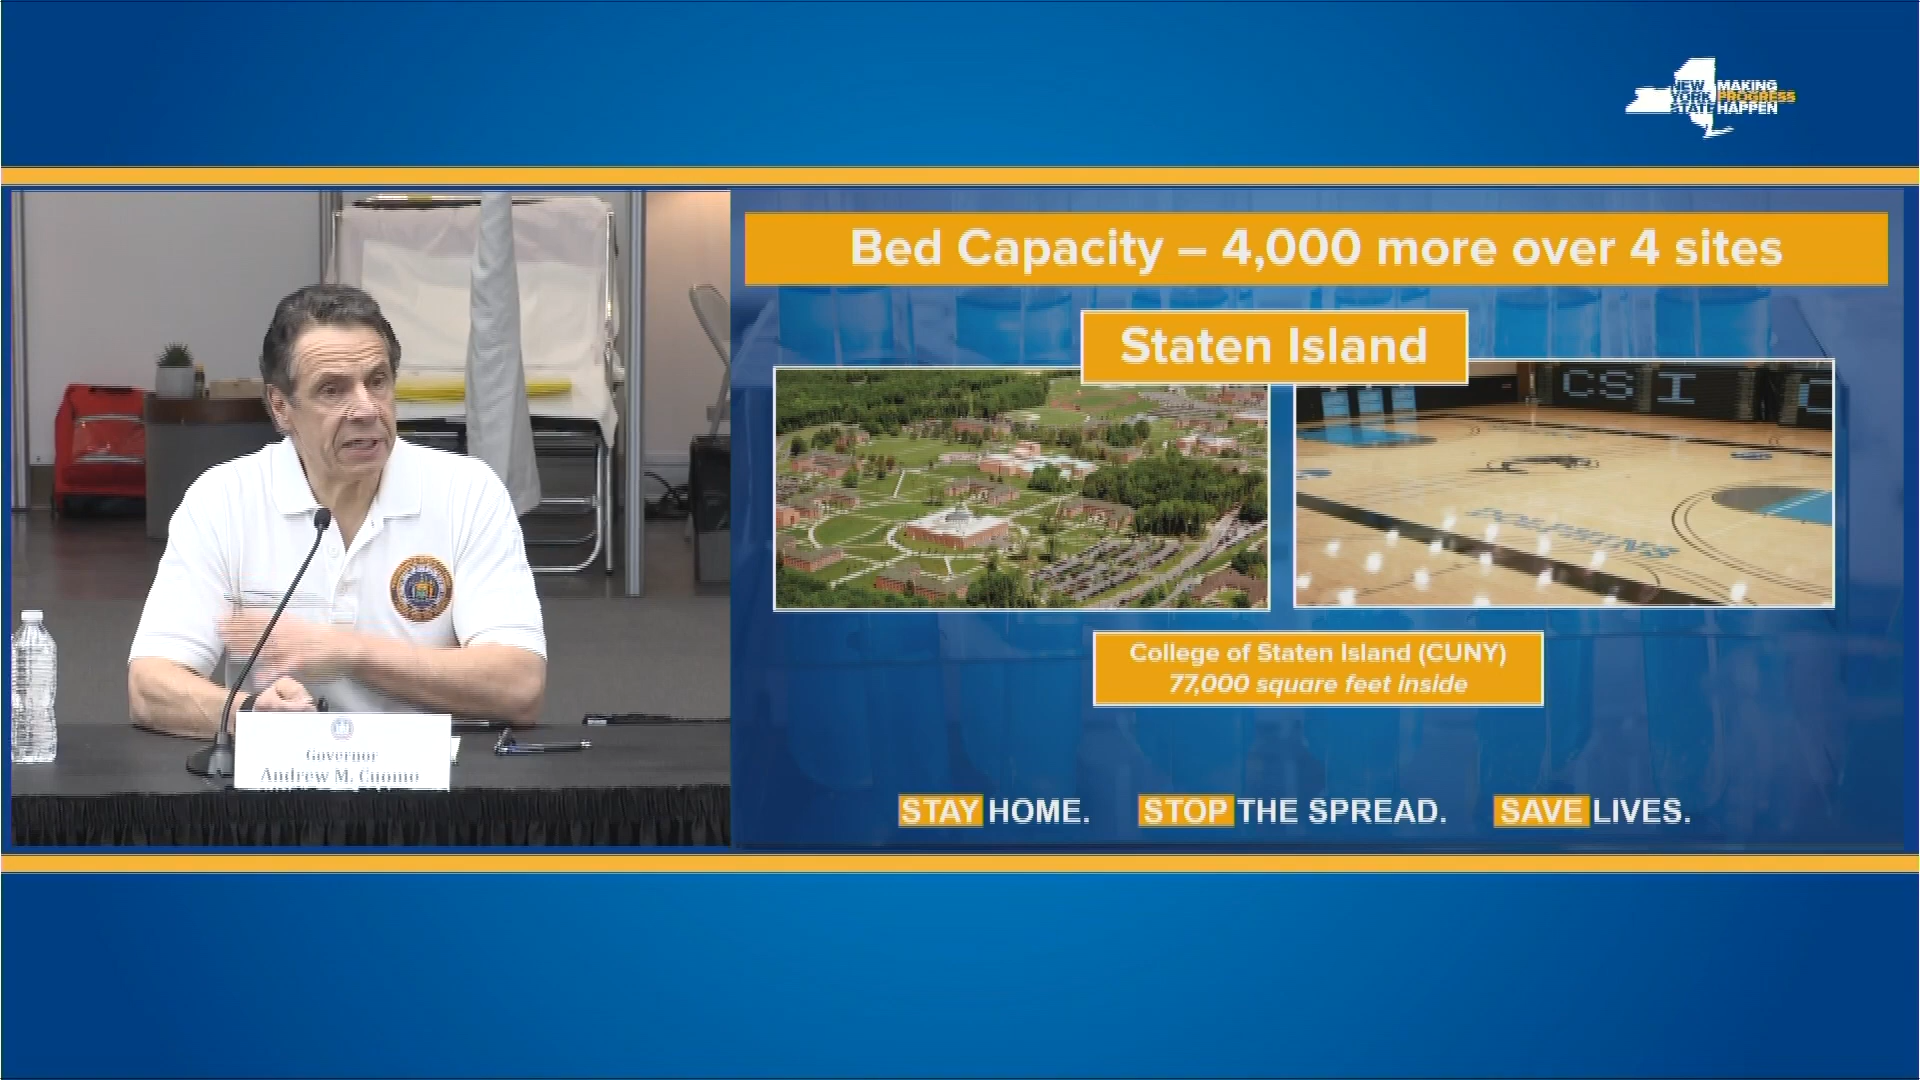 NEW
YORK
STATE
MAKING
PROGRESS
HAPPEN
Bed Capacity – 4,000 more over 4 sites
Staten Island
CSI
C
DOLPHINS
College of Staten Island (CUNY)
77,000 square feet inside
Governor
Andrew M. Cuomo
STAY HOME. STOP THE SPREAD. SAVE LIVES.